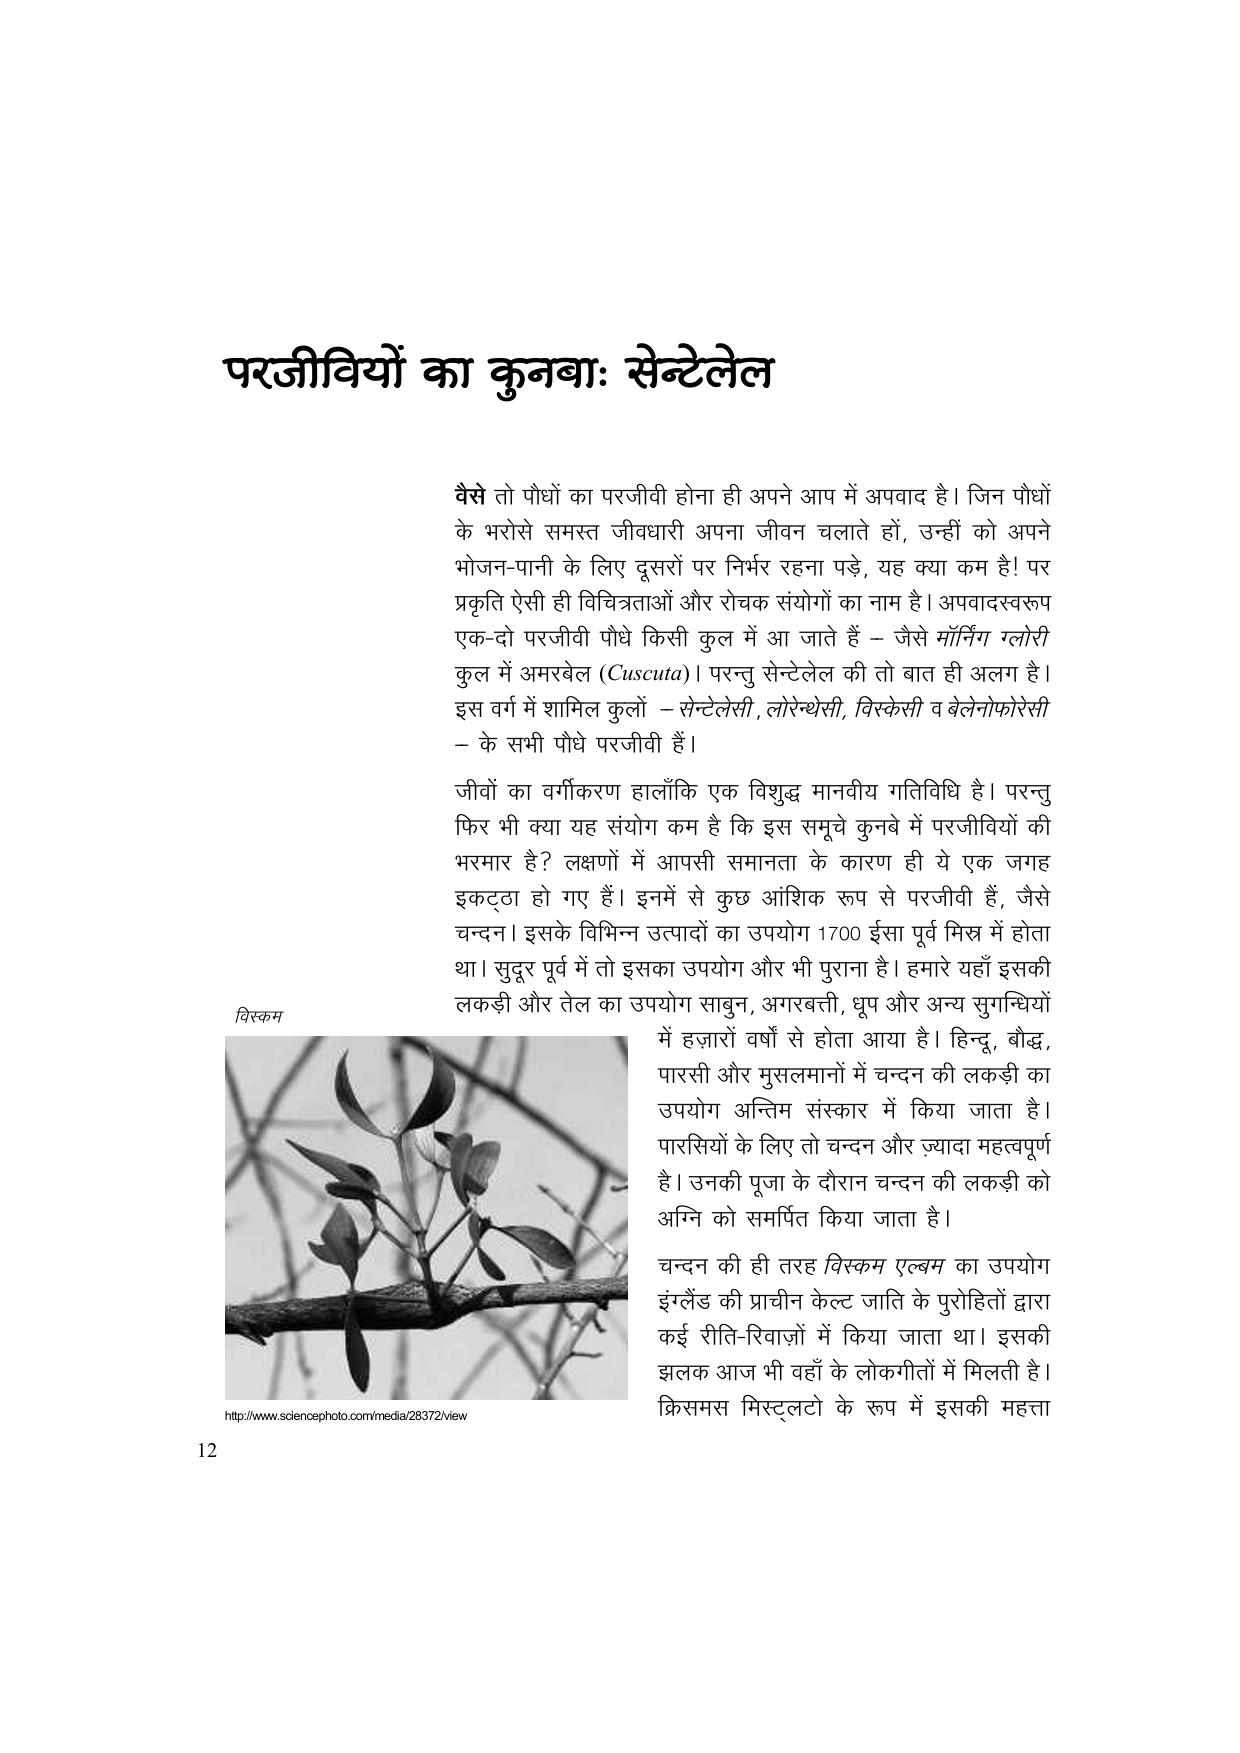 परजीवियों का कुनबाः सेन्टेलेल
वैसे तो पौधों का परजीवी होना ही अपने आप में अपवाद है। जिन पौधों
के भरोसे समस्त जीवधारी अपना जीवन चलाते हों, उन्हीं को अपने
भोजन-पानी के लिए दूसरों पर निर्भर रहना पड़े, यह क्या कम है! पर
प्रकृति ऐसी ही विचित्रताओं और रोचक संयोगों का नाम है। अपवादस्वरूप
एक-दो परजीवी पौधे किसी कुल में आ जाते हैं – जैसे मॉर्निंग ग्लोरी
कुल में अमरबेल (Cuscuta)। परन्तु सेन्टेलेल की तो बात ही अलग है।
इस वर्ग में शामिल कुलों – सेन्टेलेसी, लोरेन्थेसी, विस्केसी व बेलेनोफोरेसी
– के सभी पौधे परजीवी हैं।
जीवों का वर्गीकरण हालाँकि एक विशुद्ध मानवीय गतिविधि है। परन्तु
फिर भी क्या यह संयोग कम है कि इस समूचे कुनबे में परजीवियों की
भरमार है? लक्षणों में आपसी समानता के कारण ही ये एक जगह
इकट्ठा हो गए हैं। इनमें से कुछ आंशिक रूप से परजीवी हैं, जैसे
चन्दन। इसके विभिन्न उत्पादों का उपयोग 1700 ईसा पूर्व मिस्र में होता
था। सुदूर पूर्व में तो इसका उपयोग और भी पुराना है। हमारे यहाँ इसकी
लकड़ी और तेल का उपयोग साबुन, अगरबत्ती, धूप और अन्य सुगन्धियों
में हज़ारों वर्षों से होता आया है। हिन्दू, बौद्ध,
पारसी और मुसलमानों में चन्दन की लकड़ी का
उपयोग अन्तिम संस्कार में किया जाता है।
पारसियों के लिए तो चन्दन और ज़्यादा महत्वपूर्ण
है। उनकी पूजा के दौरान चन्दन की लकड़ी को
अग्नि को समर्पित किया जाता है।
चन्दन की ही तरह विस्कम एल्बम का उपयोग
इंग्लैंड की प्राचीन केल्ट जाति के पुरोहितों द्वारा
कई रीति-रिवाज़ों में किया जाता था। इसकी
झलक आज भी वहाँ के लोकगीतों में मिलती है।
क्रिसमस मिस्ट्लटो के रूप में इसकी महत्ता
विस्कम
http://www.sciencephoto.com/media/28372/view
12